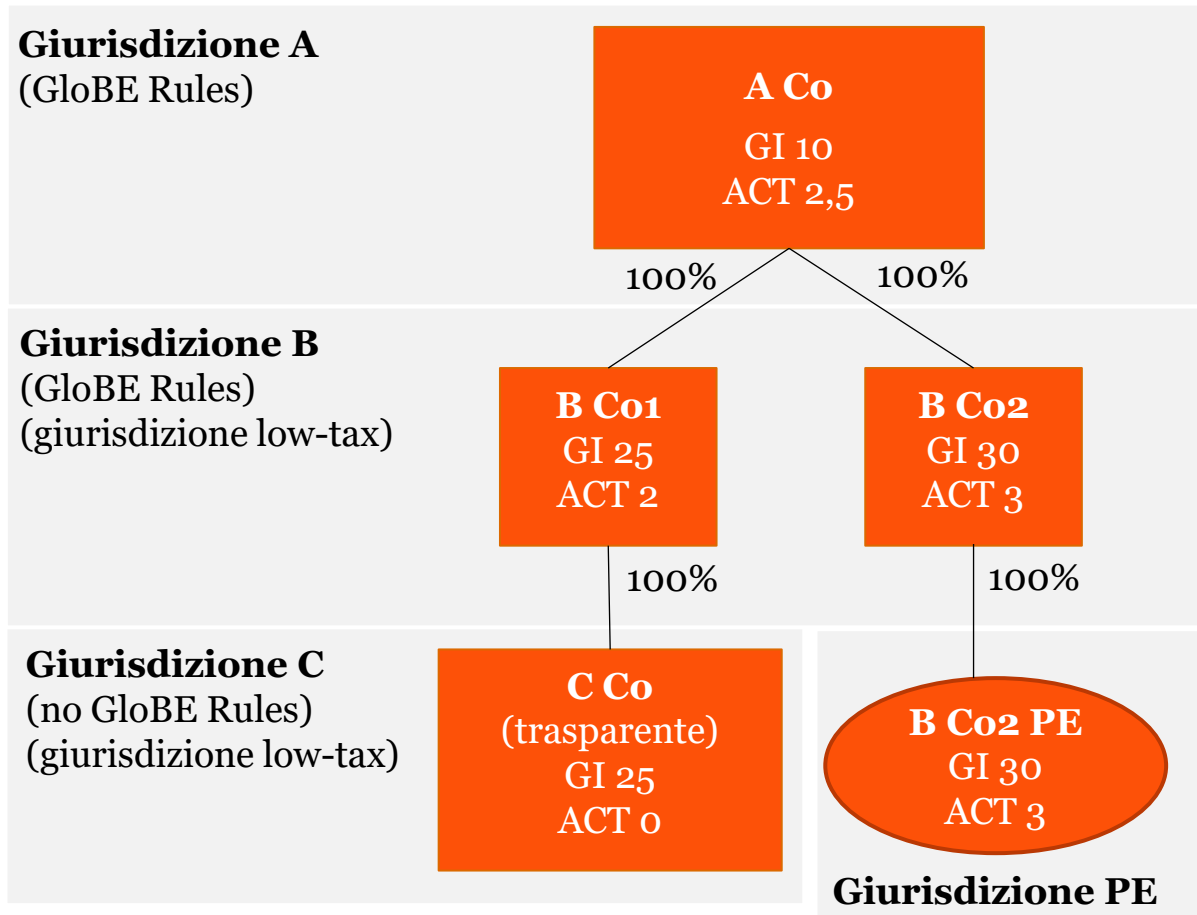 Giurisdizione A
(GloBE Rules)
A Co
GI 10
ACT 2,5
100%
100%
Giurisdizione B
(GloBE Rules)
(giurisdizione low-tax)
B Co1
GI 25
ACT 2
B Co2
GI 30
ACT 3
100%
100%
Giurisdizione C
(no GloBE Rules)
(giurisdizione low-tax)
C Co
(trasparente)
GI 25
ACT 0
B Co2 PE
GI 30
ACT 3
Giurisdizione PE